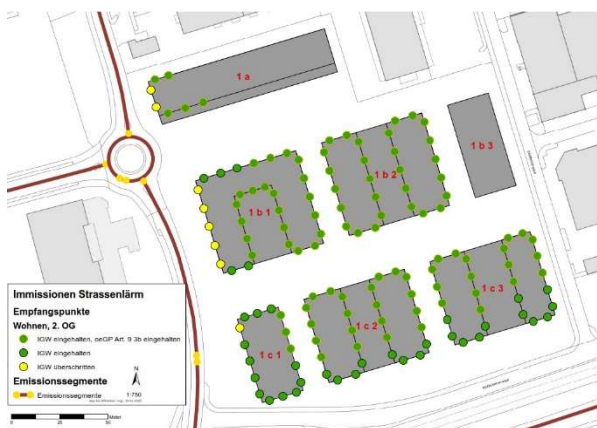 1 a
1 b 3
1 b 2
1 b 1
1 c 3
1 c 2
1 c 1
Immissionen Strassenlärm
Empfangspunkte
Wohnen, 2. OG
IGW eingehalten, oeGP Art. 9 3b eingehalten
IGW eingehalten
IGW überschritten
Emissionssegmente
Emissionssegmente
N
1:750
0
25
50
Meter